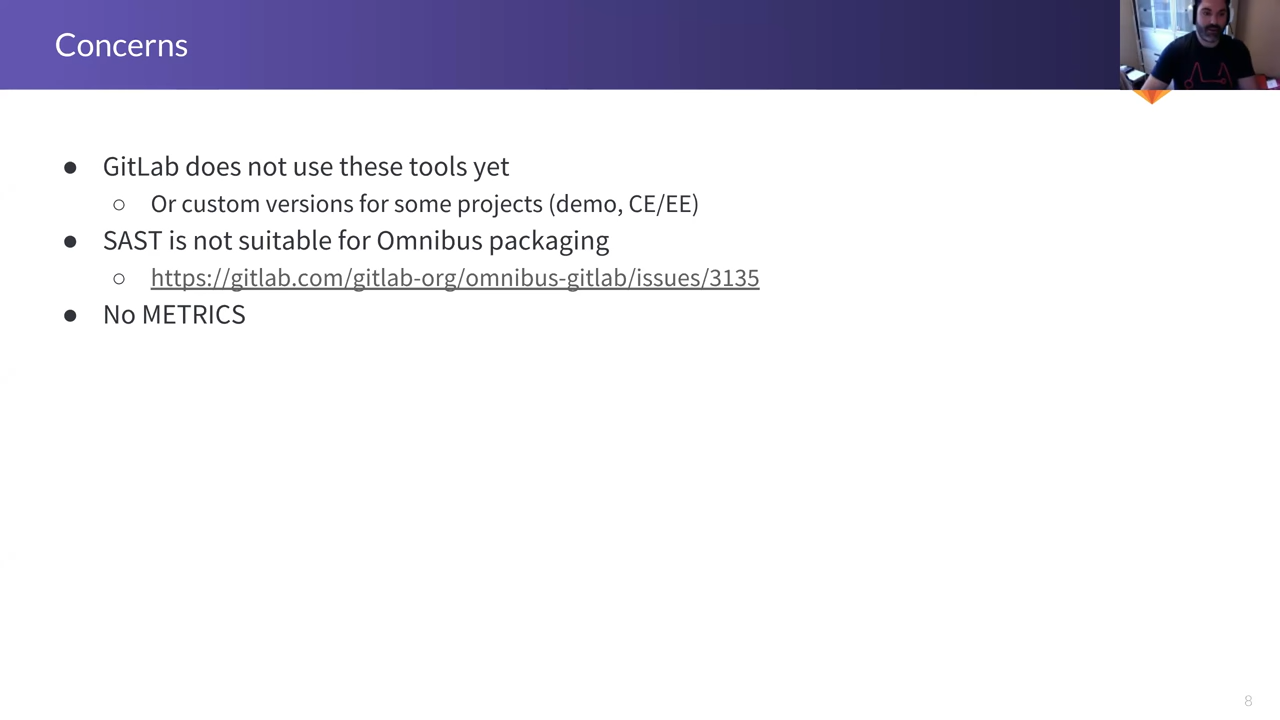 Concerns
● GitLab does not use these tools yet
○ Or custom versions for some projects (demo, CE/EE)
● SAST is not suitable for Omnibus packaging
○ https://gitlab.com/gitlab-org/omnibus-gitlab/issues/3135
● No METRICS
8